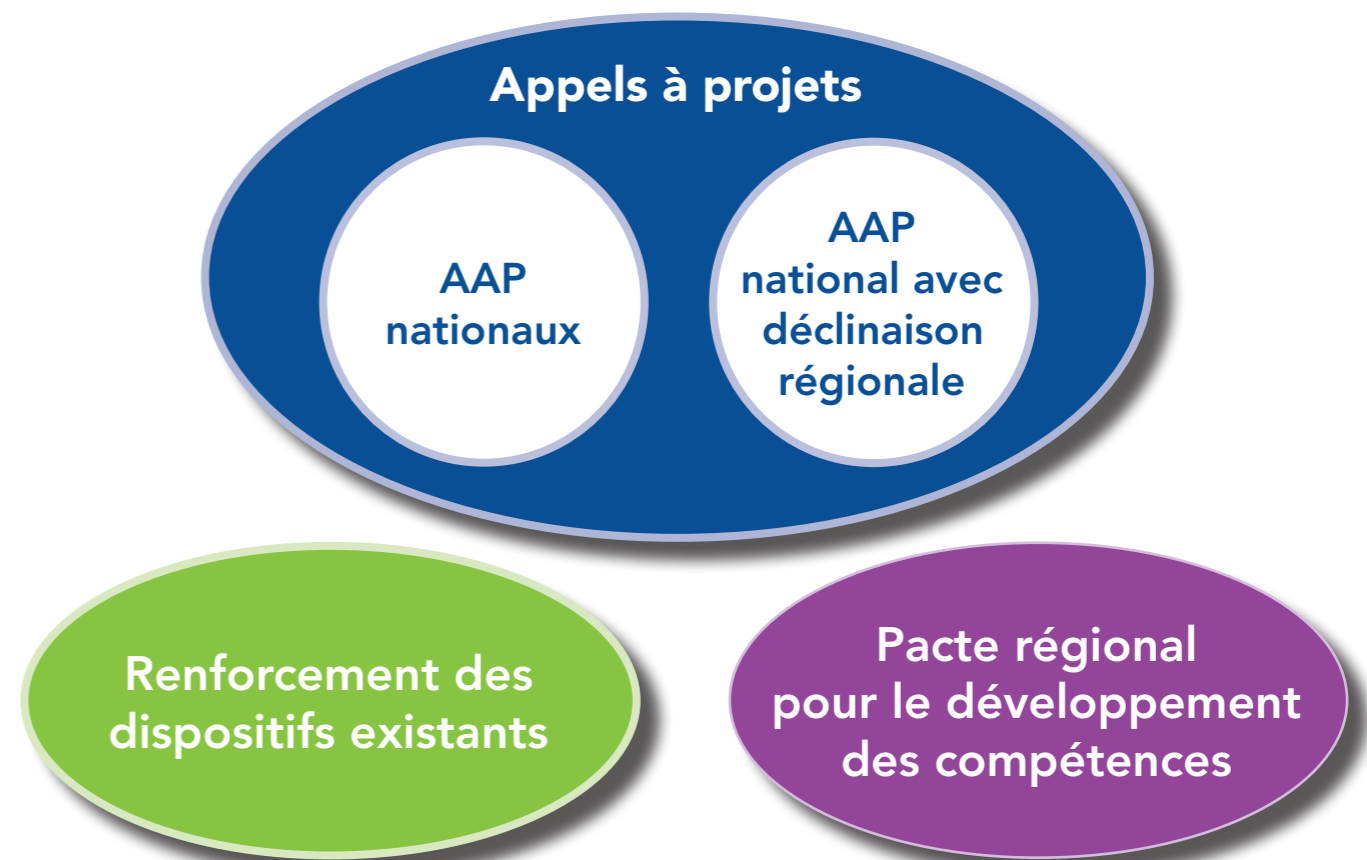 Appels à projets
AAP
nationaux
AAP
national avec
déclinaison
régionale
Renforcement des
dispositifs existants
Pacte régional
pour le développement
des compétences